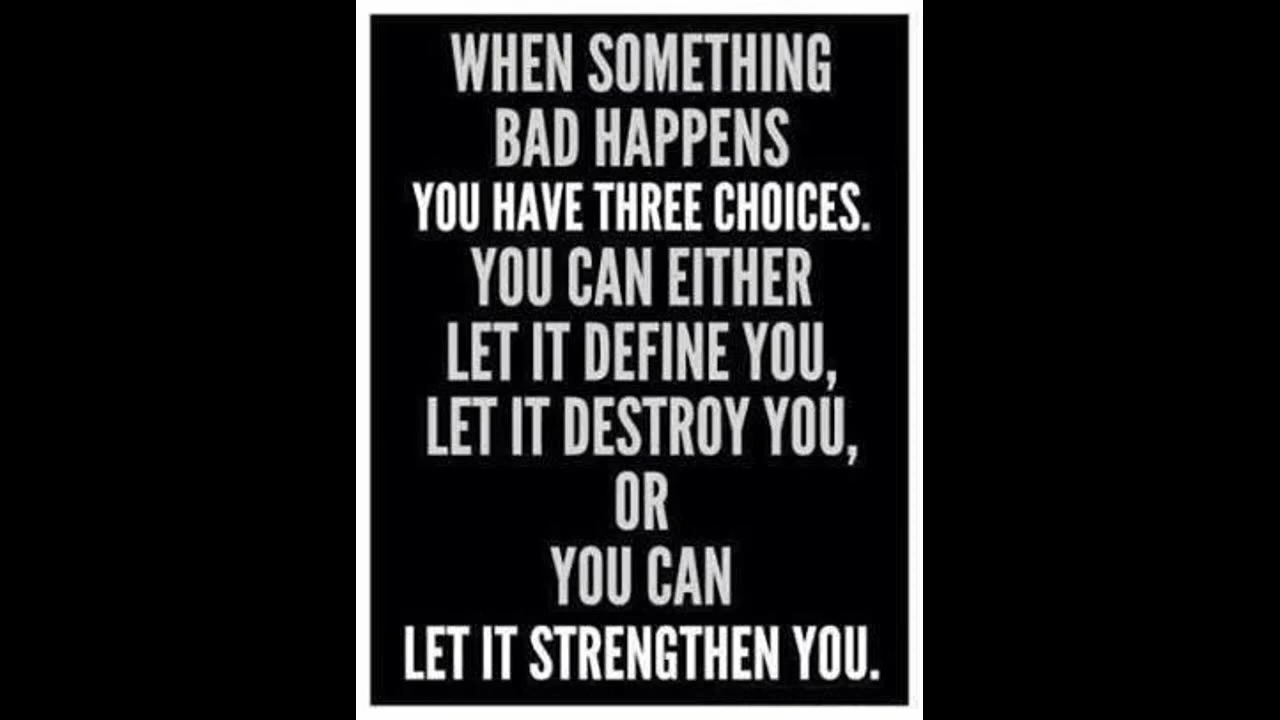 WHEN SOMETHING
BAD HAPPENS
YOU HAVE THREE CHOICES.
YOU CAN EITHER
LET IT DEFINE YOU,
LET IT DESTROY YOU,
OR
YOU CAN
LET IT STRENGTHEN YOU.